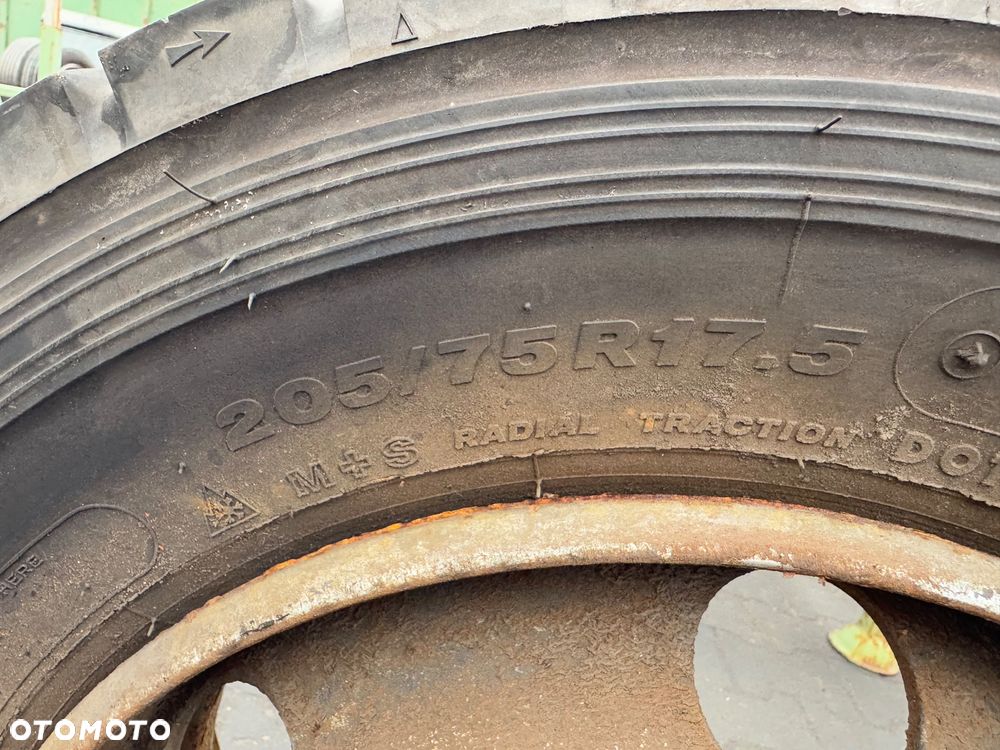 205/75R17.5
M+S RADIAL TRACTION DOT
OTOMOTO